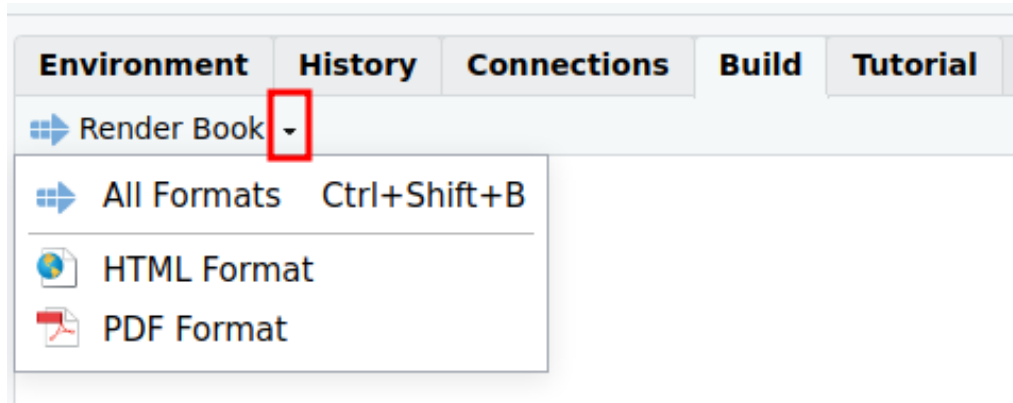 Environment History Connections Build Tutorial
Render Book
All Formats Ctrl+Shift+B
HTML Format
PDF Format